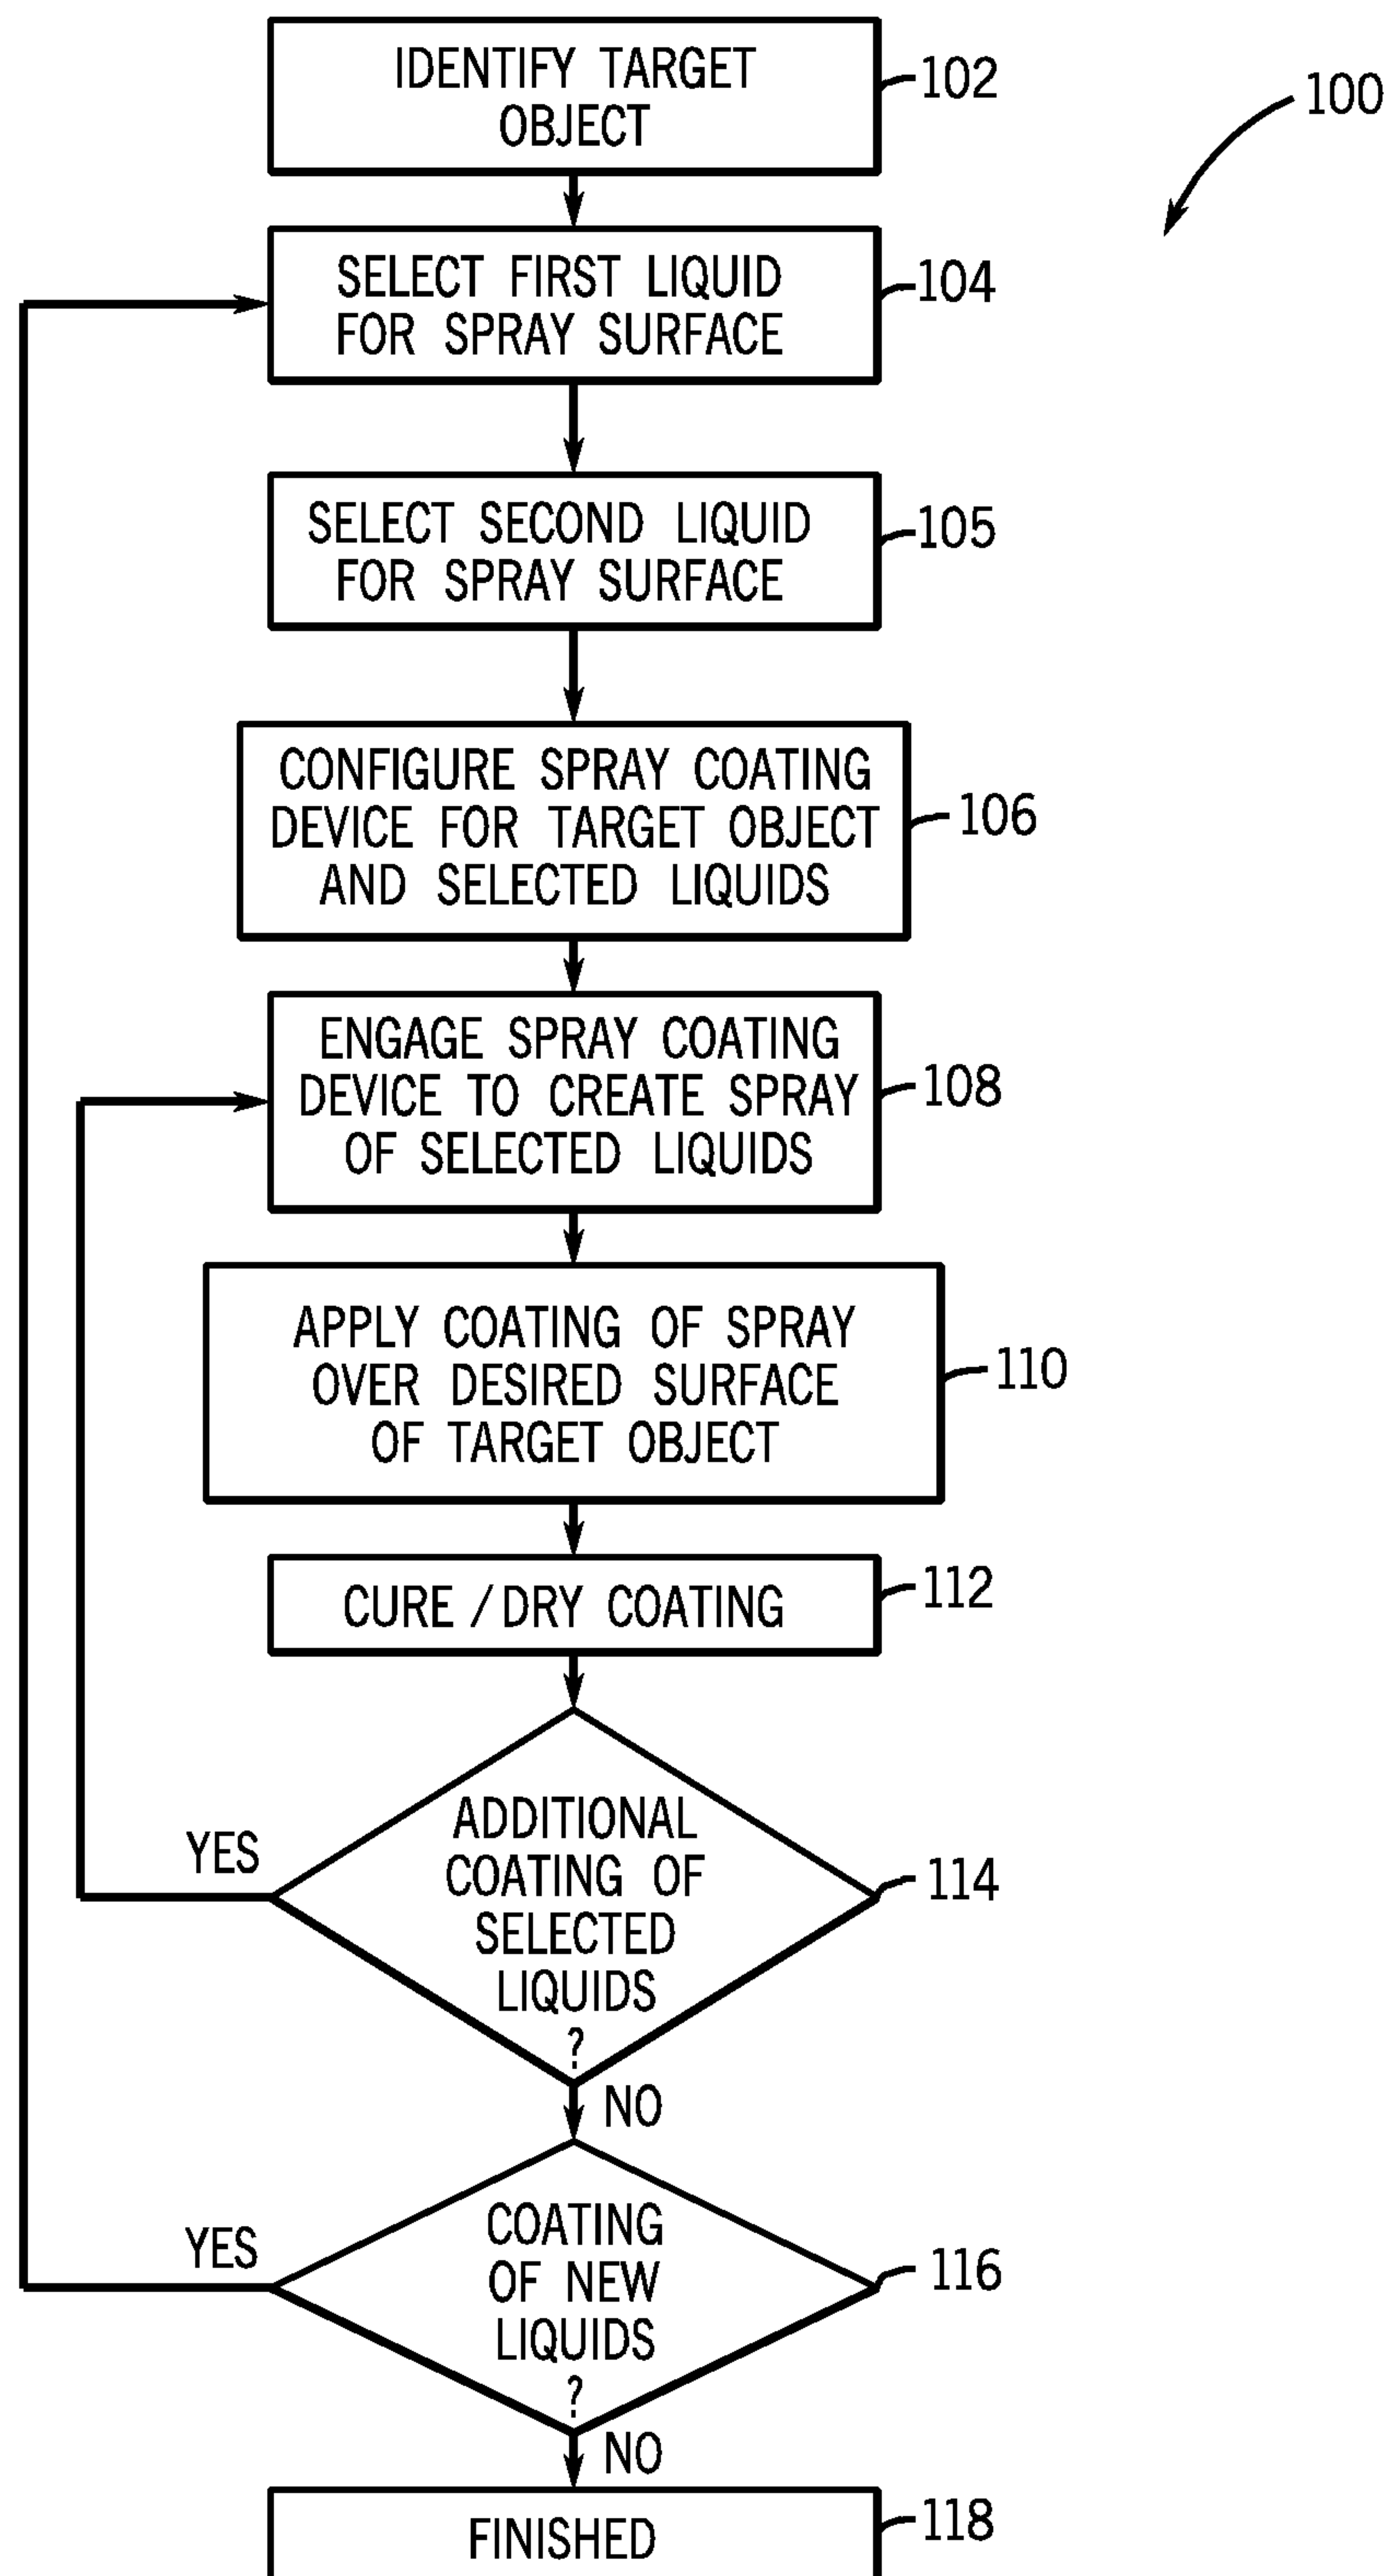 IDENTIFY TARGET
OBJECT
102
100
SELECT FIRST LIQUID
FOR SPRAY SURFACE
104
SELECT SECOND LIQUID
FOR SPRAY SURFACE
105
CONFIGURE SPRAY COATING
DEVICE FOR TARGET OBJECT
AND SELECTED LIQUIDS
106
ENGAGE SPRAY COATING
DEVICE TO CREATE SPRAY
OF SELECTED LIQUIDS
108
APPLY COATING OF SPRAY
OVER DESIRED SURFACE
OF TARGET OBJECT
110
CURE / DRY COATING
112
ADDITIONAL
COATING OF
SELECTED
LIQUIDS
?
YES
114
NO
COATING
OF NEW
LIQUIDS
?
YES
116
NO
FINISHED
118